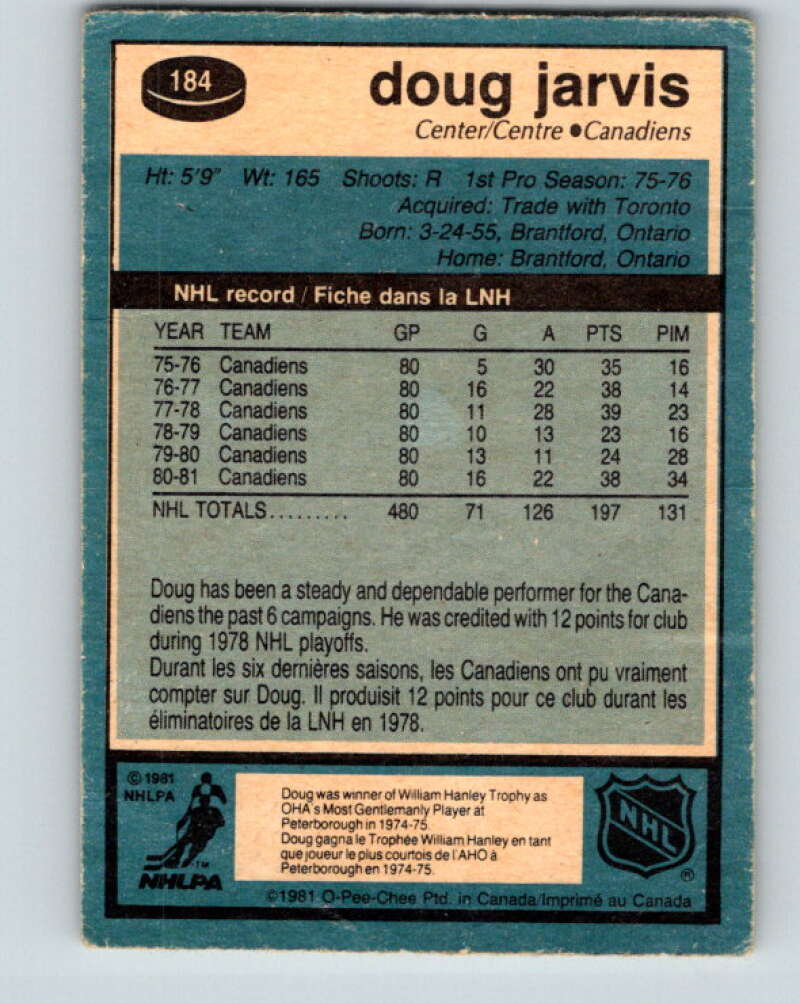 184
doug jarvis
Center/Centre ●Canadiens
Ht: 5'9" Wt: 165 Shoots: R 1st Pro Season: 75-76
Acquired: Trade with Toronto
Born: 3-24-55, Brantford, Ontario
Home: Brantford, Ontario
NHL record / Fiche dans la LNH
YEAR TEAM GP G A PTS PIM
75-76 Canadiens 80 5 30 35 16
76-77 Canadiens 80 16 22 38 14
77-78 Canadiens 80 11 28 39 23
78-79 Canadiens 80 10 13 23 16
79-80 Canadiens 80 13 11 24 28
80-81 Canadiens 80 16 22 38 34
NHL TOTALS......... 480 71 126 197 131
Doug has been a steady and dependable performer for the Cana-
diens the past 6 campaigns. He was credited with 12 points for club
during 1978 NHL playoffs.
Durant les six dernières saisons, les Canadiens ont pu vraiment
compter sur Doug. Il produisit 12 points pour ce club durant les
éliminatoires de la LNH en 1978.
© 1981
NHLPA
TM
NHLPA
Doug was winner of William Hanley Trophy as
OHA's Most Gentlemanly Player at
Peterborough in 1974-75.
Doug gagna le Trophée William Hanley en tant
que joueur le plus courtois de l'AHO à
Peterborough en 1974-75.
NHL
®
©1981 O-Pee-Chee Ptd. in Canada/Imprimé au Canada